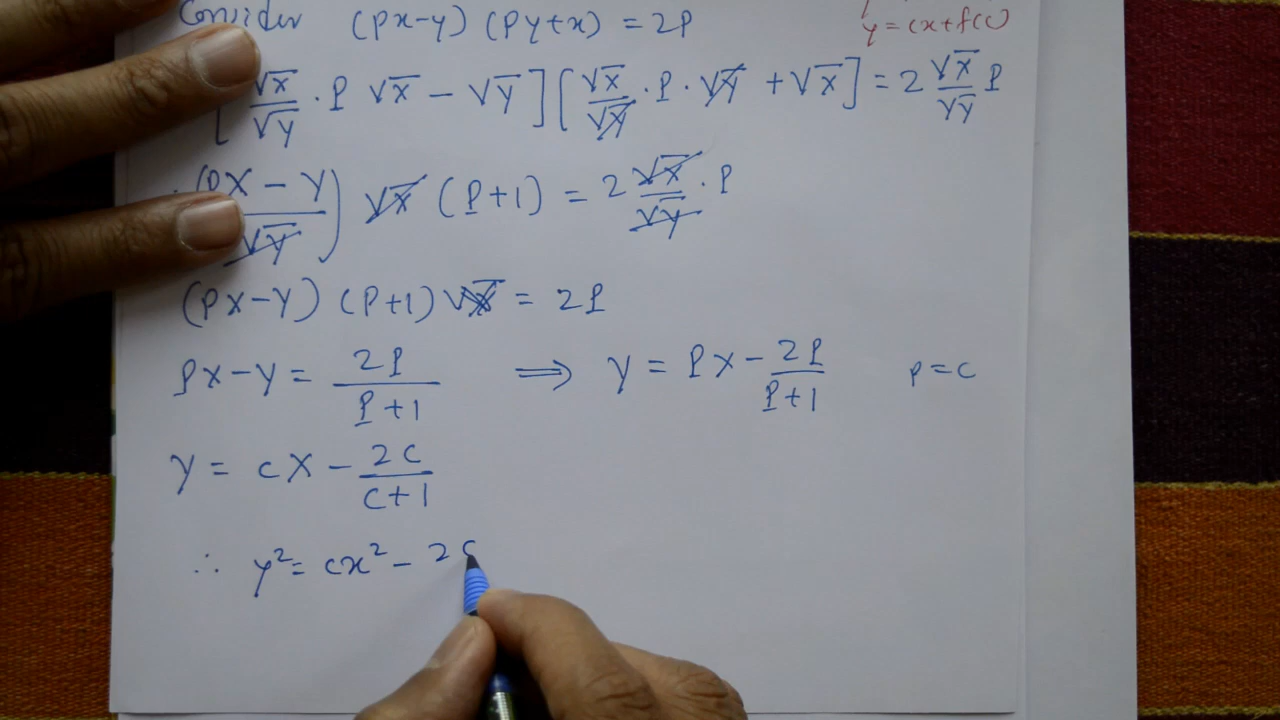 Consider (px-y) (py+x) = 2p
y = cx+f(c)
[√X/√Y · P √X - √Y] [√X/√Y · P · √Y + √X] = 2 √X/√Y P
(PX - Y/√Y) √X (P+1) = 2 √X/√Y · P
(PX-Y) (P+1) √X = 2P
PX-Y = 2P/P+1 ⟹ Y = PX - 2P/P+1 P=C
Y = CX - 2C/C+1
∴ y² = cx² - 2c